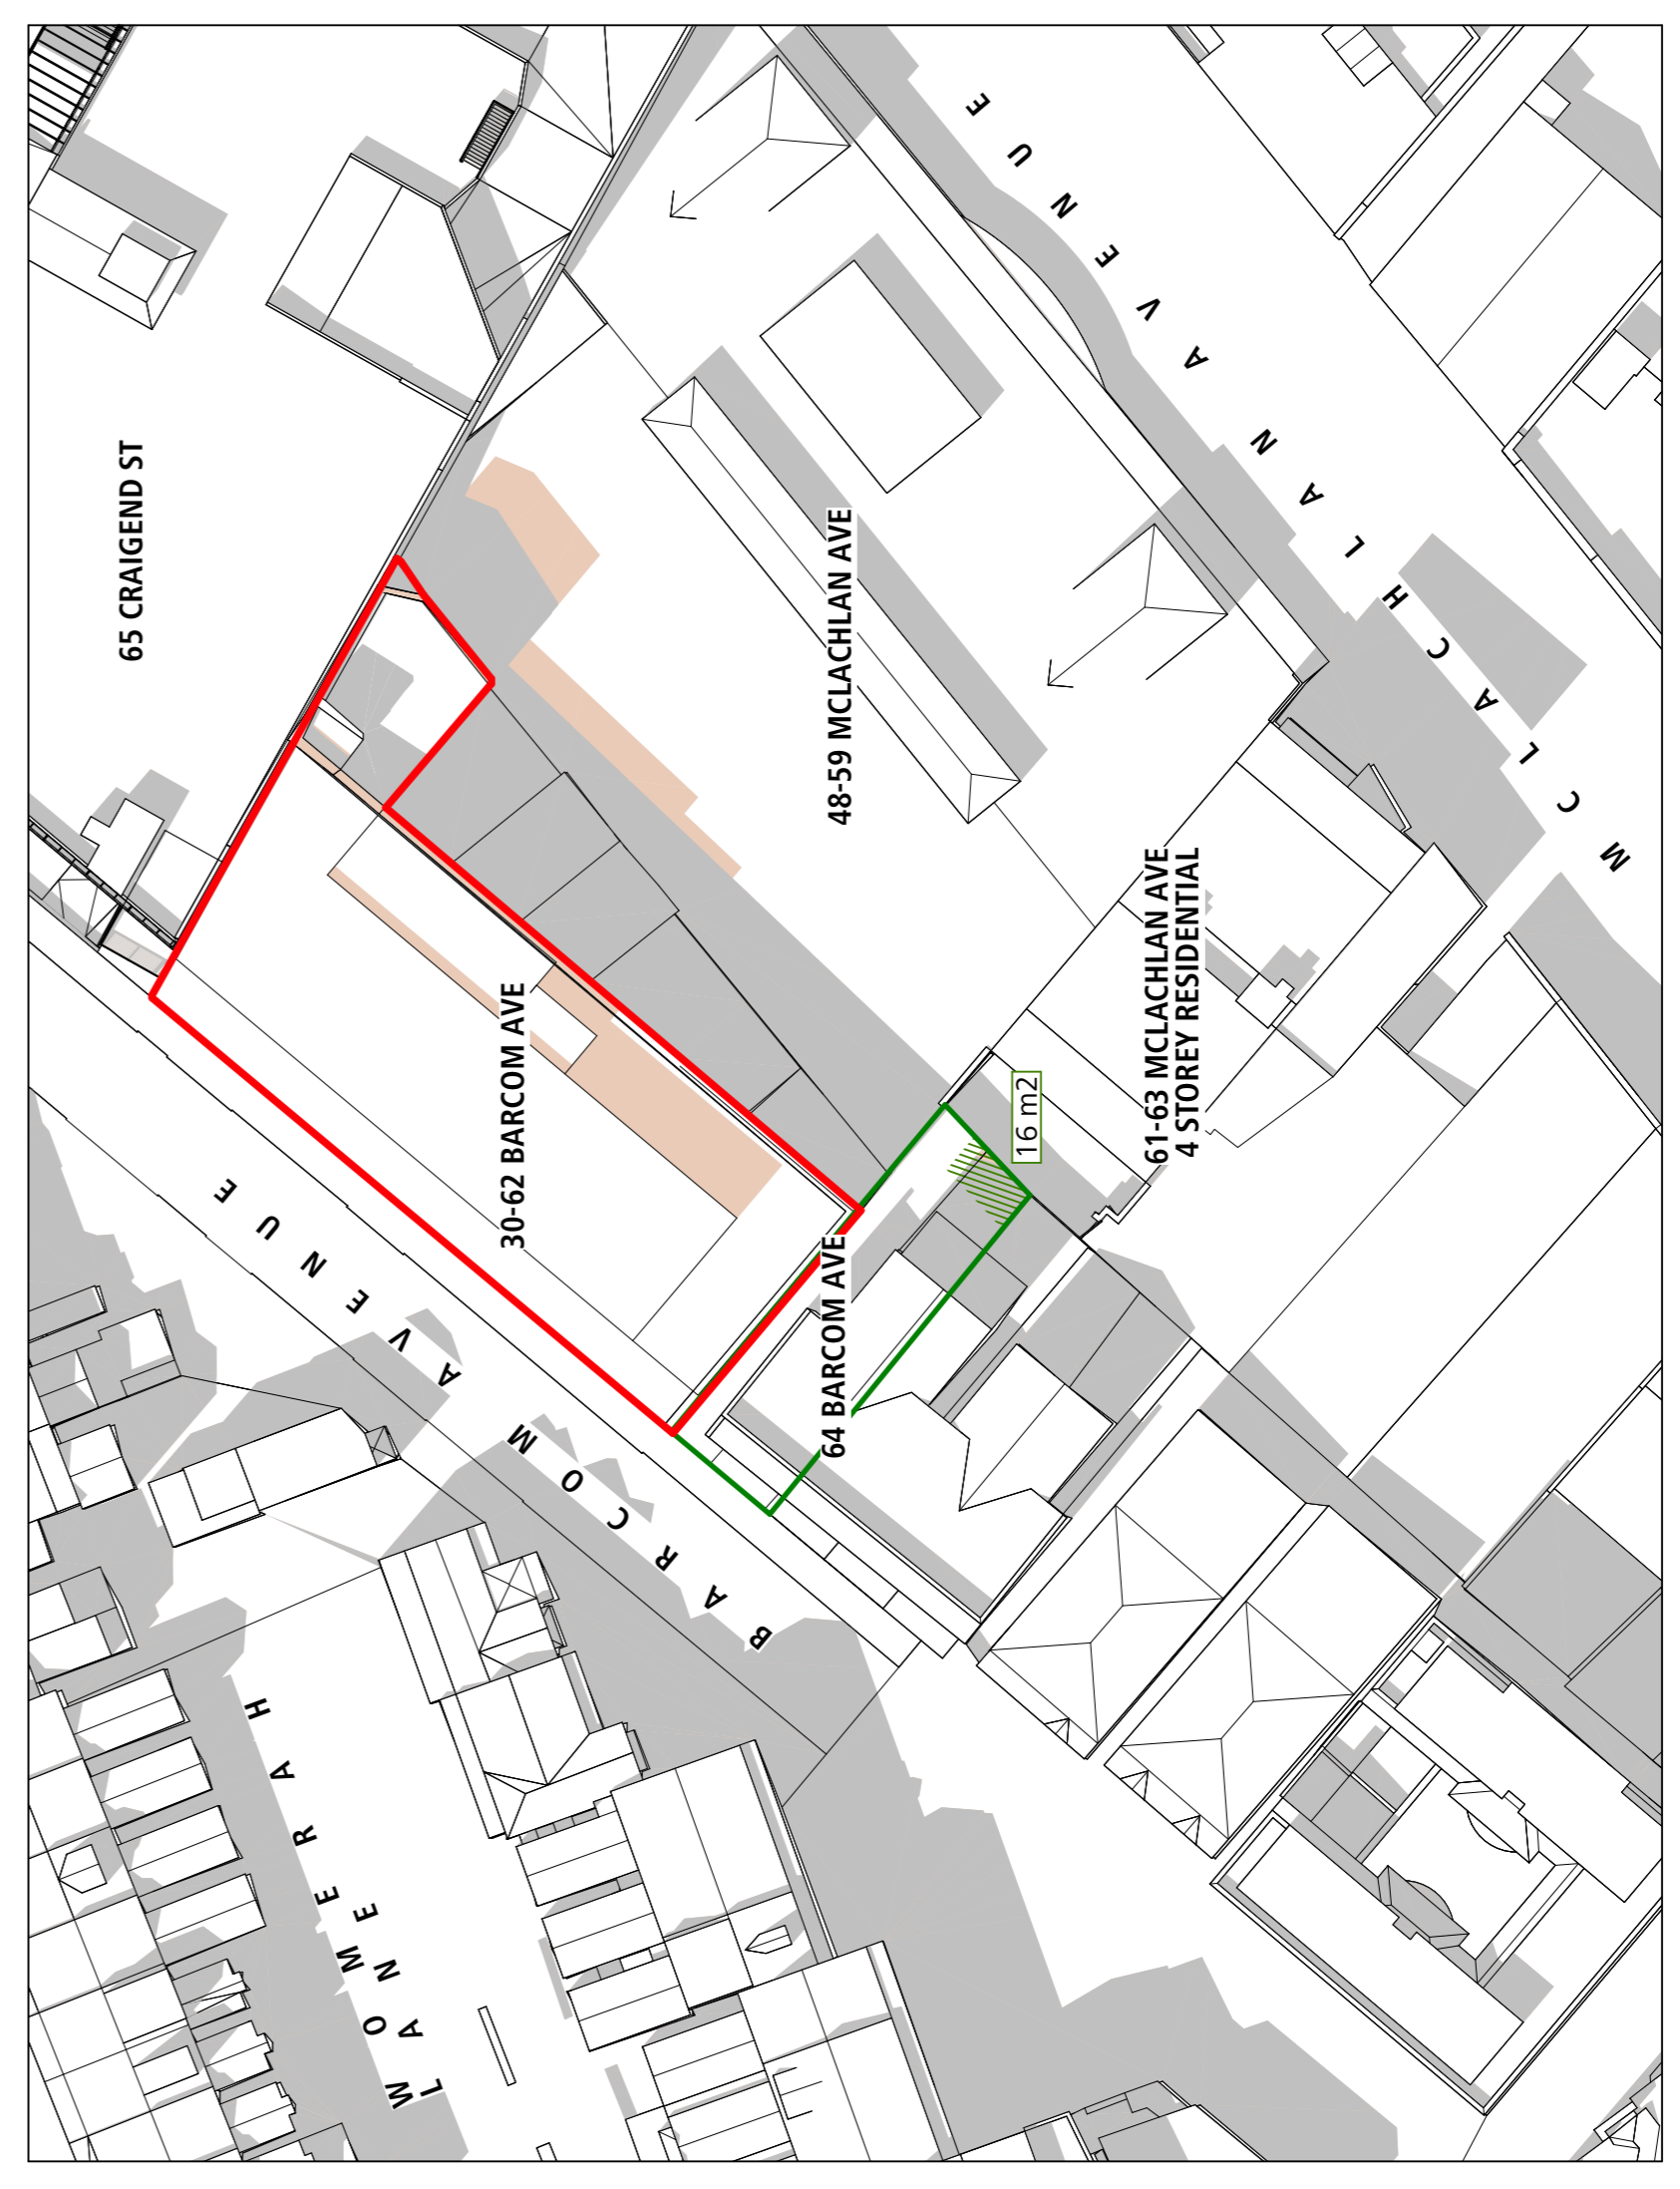 65 CRAIGEND ST
30-62 BARCOM AVE
48-59 MCLACHLAN AVE
61-63 MCLACHLAN AVE
4 STOREY RESIDENTIAL
64 BARCOM AVE
16 m2
BARCOM AVENUE
MCLACHLAN AVENUE
WOOMERAH
LANE